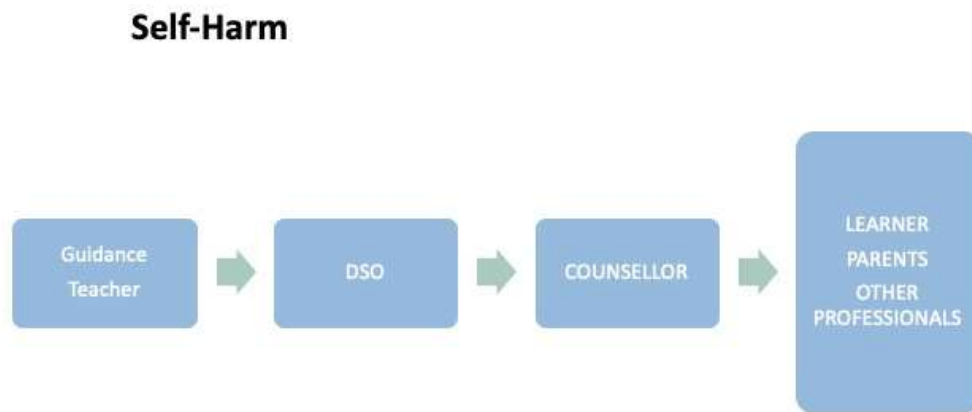 Self-Harm
Guidance
Teacher
DSO
COUNSELLOR
LEARNER
PARENTS
OTHER
PROFESSIONALS